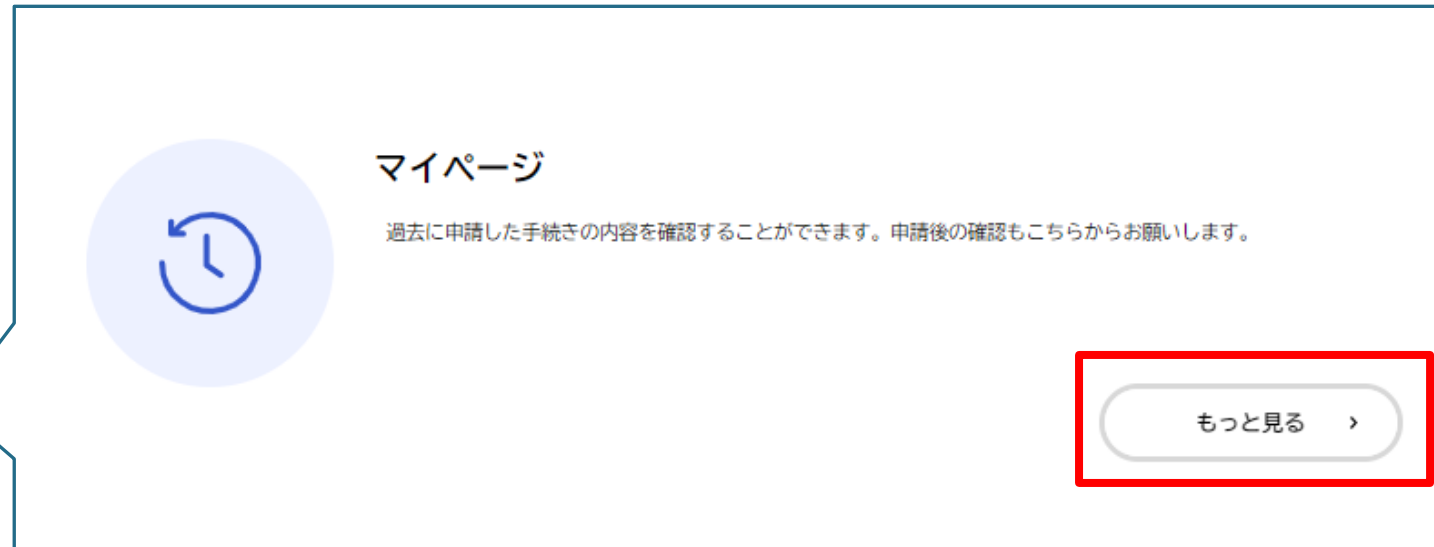 マイページ
過去に申請した手続きの内容を確認することができます。申請後の確認もこちらからお願いします。
もっと見る